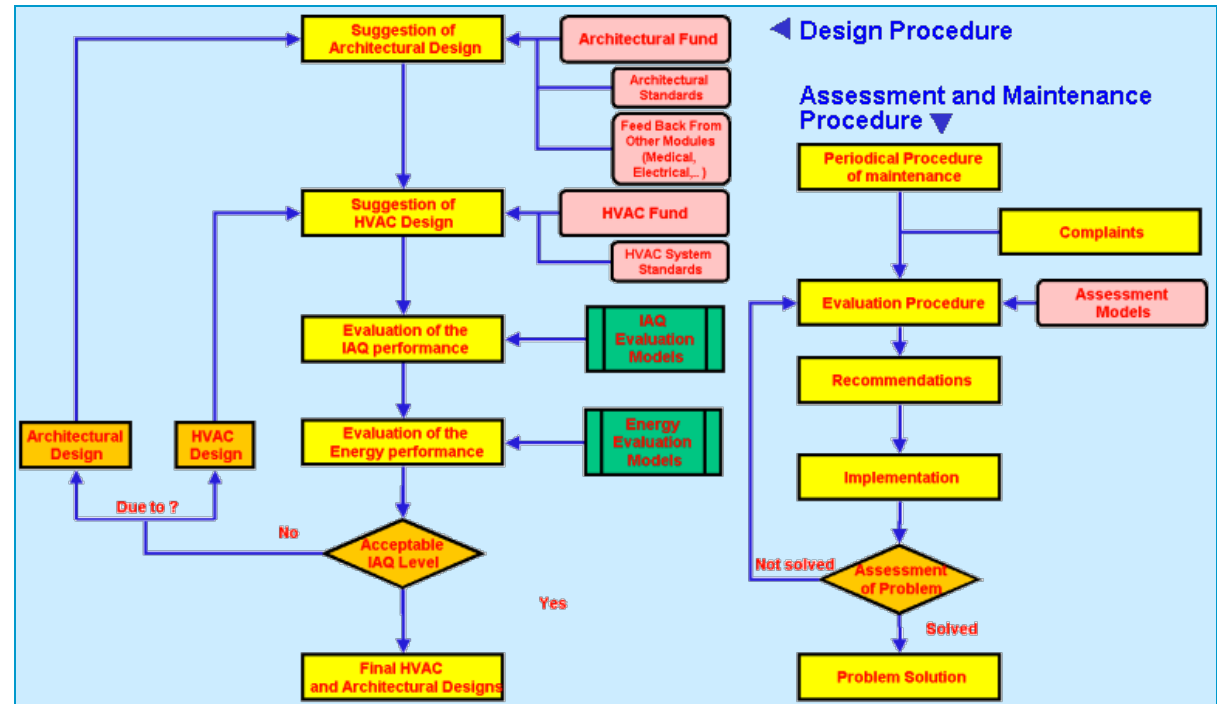 Design Procedure
Suggestion of
Architectural Design
Architectural Fund
Architectural
Standards
Feed Back From
Other Modules
(Medical,
Electrical,.. )
Suggestion of
HVAC Design
HVAC Fund
HVAC System
Standards
Evaluation of the
IAQ performance
IAQ
Evaluation
Models
Evaluation of the
Energy performance
Energy
Evaluation
Models
Architectural
Design
HVAC
Design
Due to ?
No
Acceptable
IAQ Level
Yes
Final HVAC
and Architectural Designs
Assessment and Maintenance
Procedure
Periodical Procedure
of maintenance
Complaints
Evaluation Procedure
Assessment
Models
Recommendations
Implementation
Not solved
Assessment
of Problem
Solved
Problem Solution